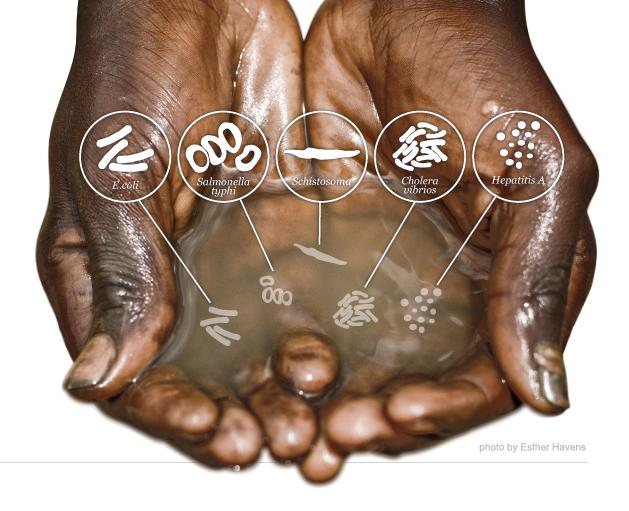 E.coli
Salmonella
typhi
Schistosoma
Cholera
vibrios
Hepatitis A
photo by Esther Havens